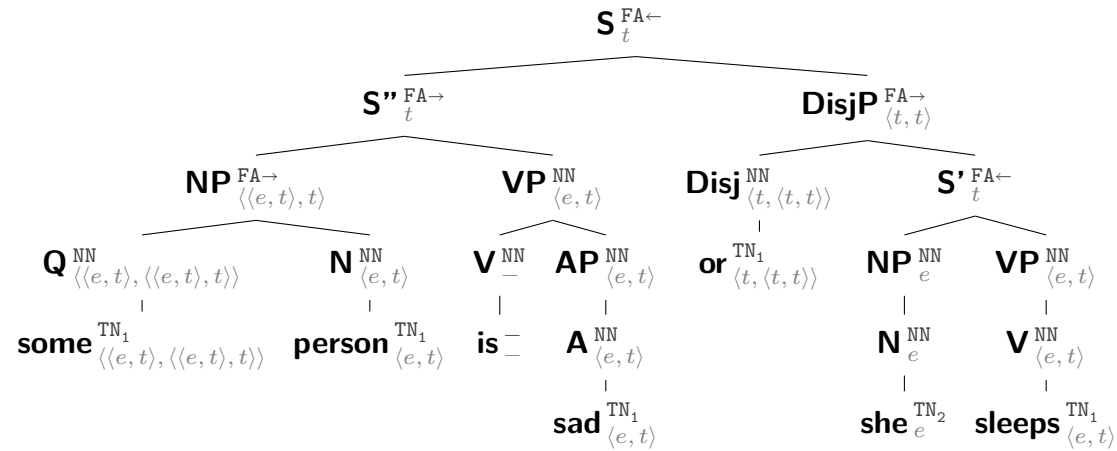 S FA← t
S” FA→ t DisjP FA→ ⟨t, t⟩
NP FA→ ⟨⟨e, t⟩, t⟩ VP NN ⟨e, t⟩ Disj NN ⟨t, ⟨t, t⟩⟩ S’ FA← t
Q NN ⟨⟨e, t⟩, ⟨⟨e, t⟩, t⟩⟩ N NN ⟨e, t⟩ V NN − AP NN ⟨e, t⟩ or TN₁ ⟨t, ⟨t, t⟩⟩ NP NN e VP NN ⟨e, t⟩
some TN₁ ⟨⟨e, t⟩, ⟨⟨e, t⟩, t⟩⟩ person TN₁ ⟨e, t⟩ is − − A NN ⟨e, t⟩ N NN e V NN ⟨e, t⟩
sad TN₁ ⟨e, t⟩ she TN₂ e sleeps TN₁ ⟨e, t⟩